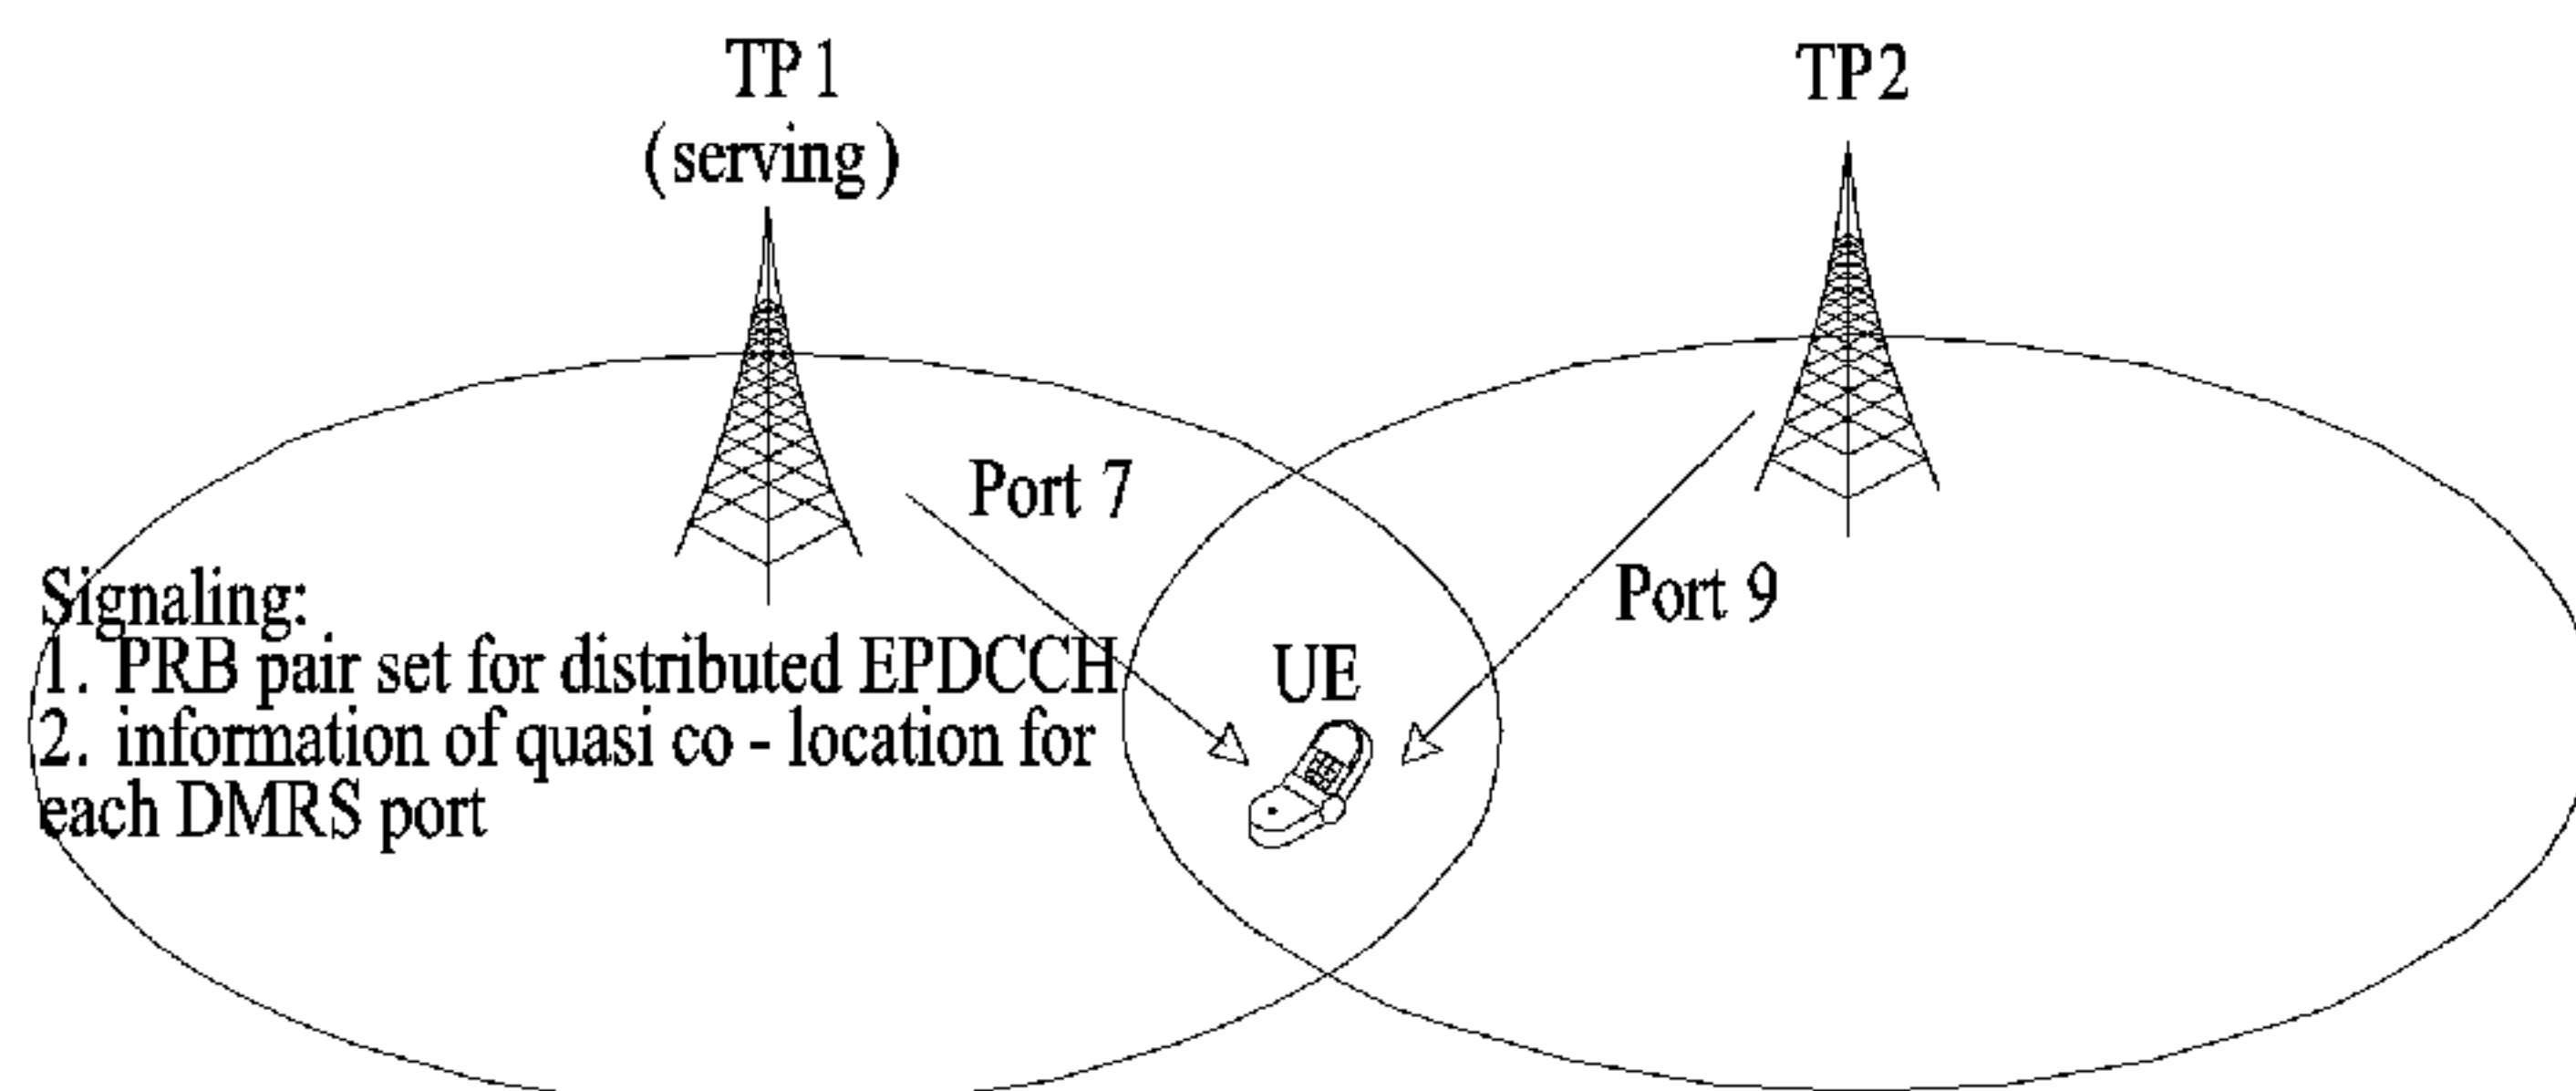 TP1
(serving)
TP2
Port 7
Port 9
UE
Signaling:
1. PRB pair set for distributed EPDCCH
2. information of quasi co - location for
each DMRS port